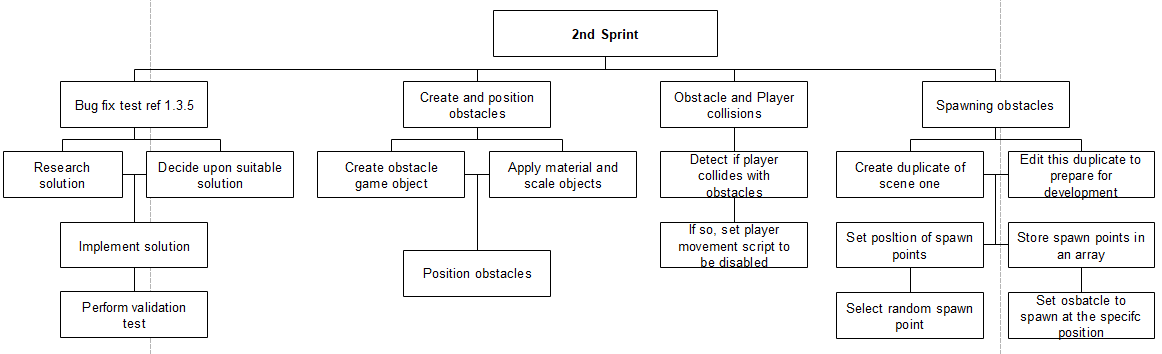 2nd Sprint
Bug fix test ref 1.3.5
Create and position
obstacles
Obstacle and Player
collisions
Spawning obstacles
Research
solution
Decide upon suitable
solution
Create obstacle
game object
Apply material and
scale objects
Detect if player
collides with
obstacles
Create duplicate of
scene one
Edit this duplicate to
prepare for
development
Implement solution
Position obstacles
If so, set player
movement script to
be disabled
Set position of spawn
points
Store spawn points in
an array
Perform validation
test
Select random spawn
point
Set osbatcle to
spawn at the specifc
position